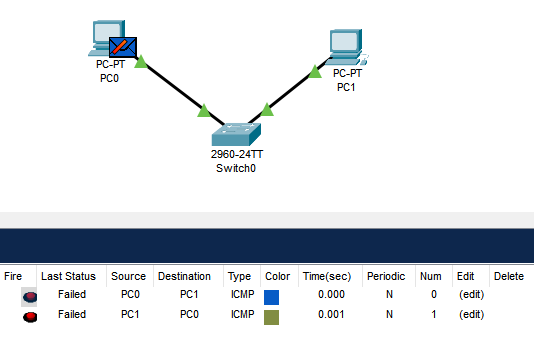 PC-PT
PC0
PC-PT
PC1
2960-24TT
Switch0
Fire Last Status Source Destination Type Color Time(sec) Periodic Num Edit Delete
Failed PC0 PC1 ICMP 0.000 N 0 (edit)
Failed PC1 PC0 ICMP 0.001 N 1 (edit)